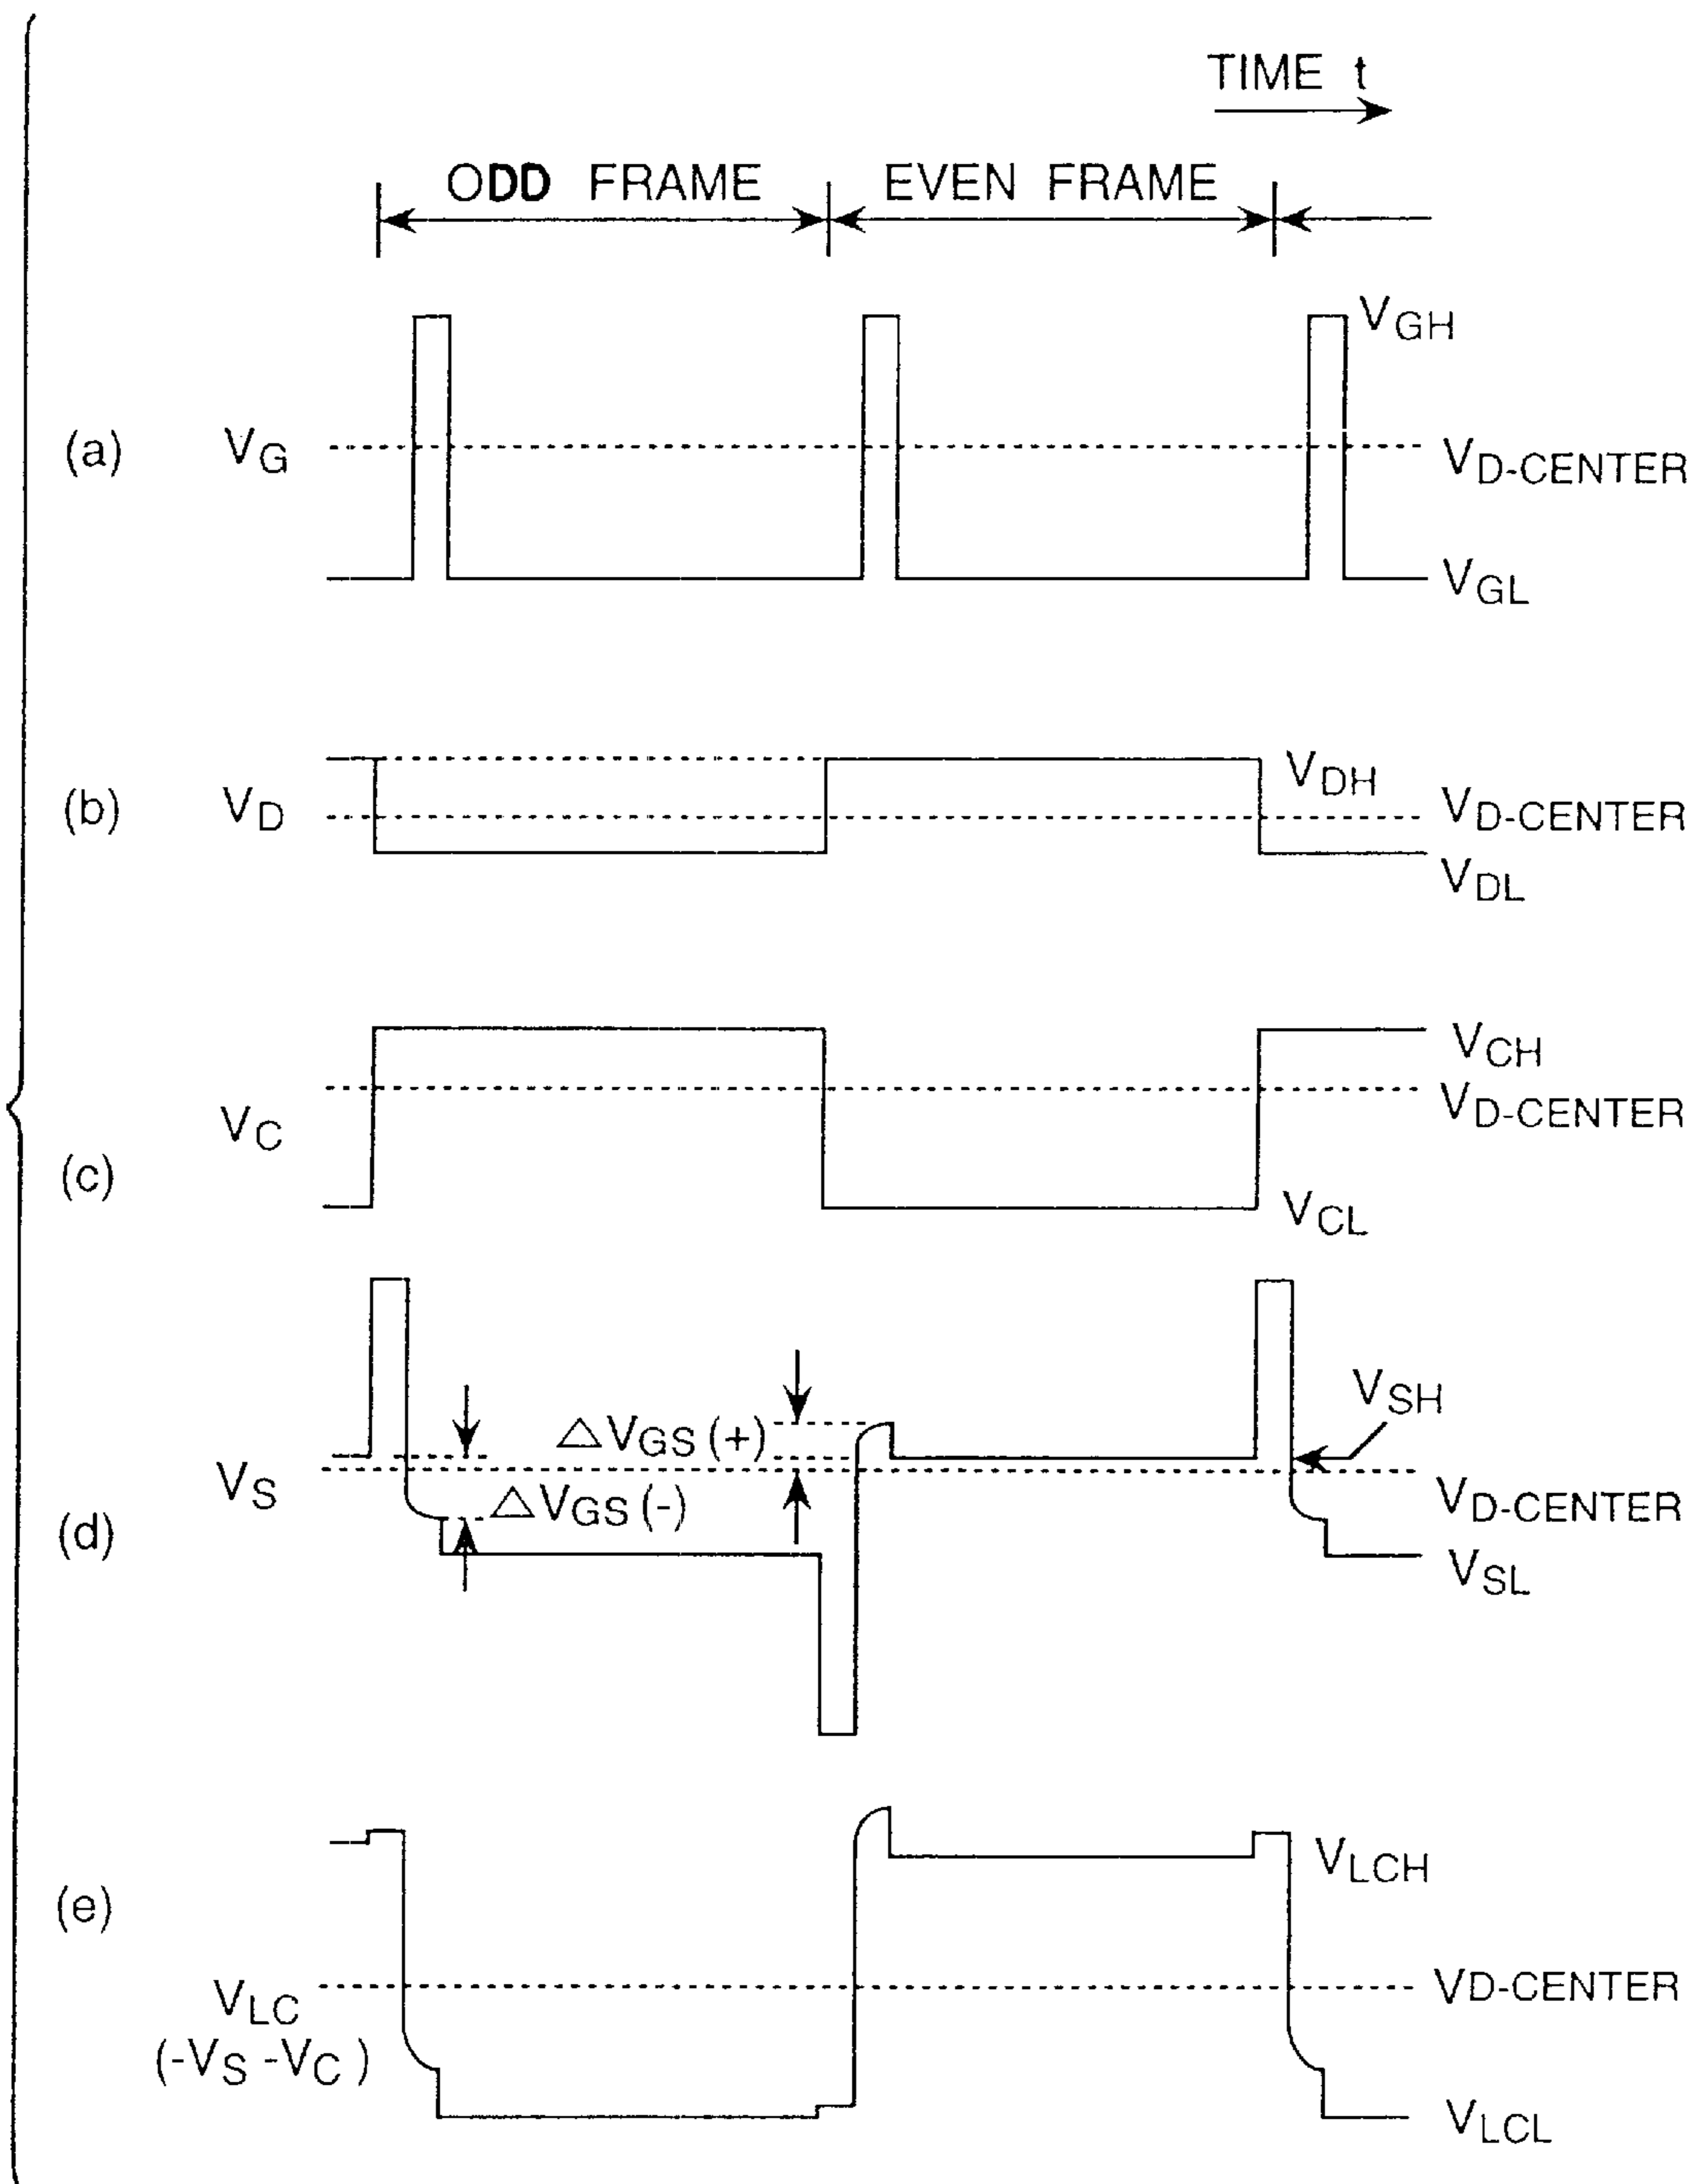 TIME t
ODD FRAME EVEN FRAME
VGH
(a) VG VD-CENTER
VGL
VDH
(b) VD VD-CENTER
VDL
VCH
VC VD-CENTER
(c)
VCL
VSH
△VGS (+)
VS VD-CENTER
△VGS (-)
(d)
VSL
VLCH
(e)
VLC VD-CENTER
(-VS -VC )
VLCL